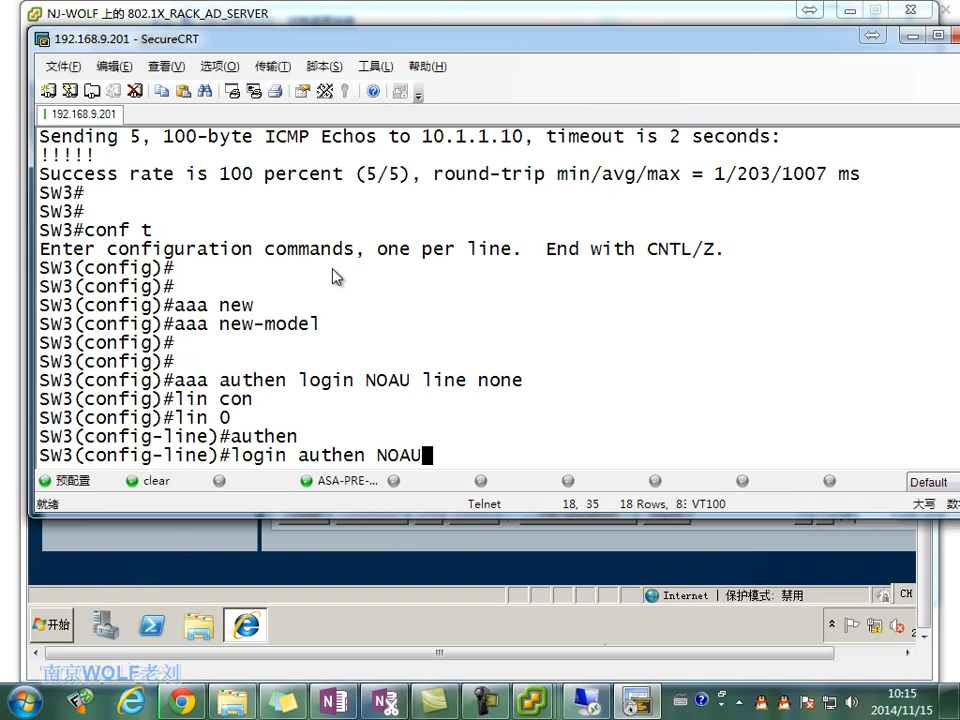 NJ-WOLF 上的 802.1X_RACK_AD_SERVER
192.168.9.201 - SecureCRT
文件(F) 编辑(E) 查看(V) 选项(O) 传输(T) 脚本(S) 工具(L) 帮助(H)
192.168.9.201
Sending 5, 100-byte ICMP Echos to 10.1.1.10, timeout is 2 seconds:
!!!!!
Success rate is 100 percent (5/5), round-trip min/avg/max = 1/203/1007 ms
SW3#
SW3#
SW3#conf t
Enter configuration commands, one per line.  End with CNTL/Z.
SW3(config)#
SW3(config)#
SW3(config)#aaa new
SW3(config)#aaa new-model
SW3(config)#
SW3(config)#
SW3(config)#aaa authen login NOAU line none
SW3(config)#lin con
SW3(config)#lin 0
SW3(config-line)#authen
SW3(config-line)#login authen NOAU
预配置 clear ASA-PRE-... Default
就绪 Telnet 18, 35 18 Rows, 83 VT100 大写 数
Internet | 保护模式: 禁用 CH
开始
南京WOLF老刘
10:15
2014/11/15